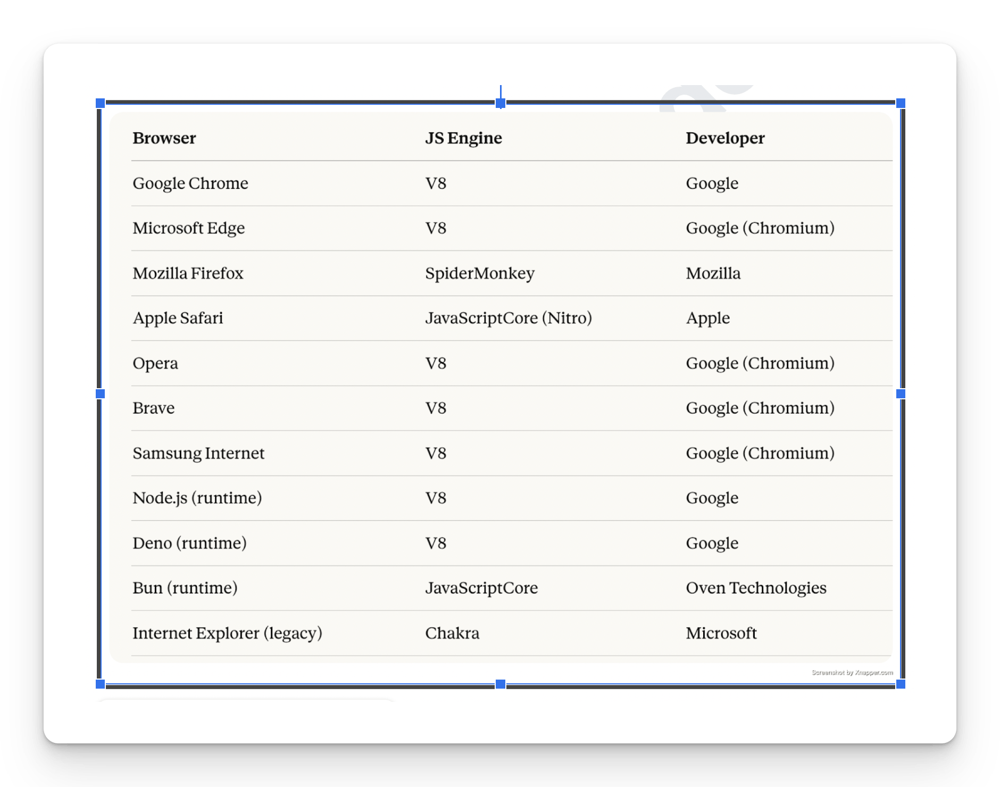 Browser JS Engine Developer
Google Chrome V8 Google
Microsoft Edge V8 Google (Chromium)
Mozilla Firefox SpiderMonkey Mozilla
Apple Safari JavaScriptCore (Nitro) Apple
Opera V8 Google (Chromium)
Brave V8 Google (Chromium)
Samsung Internet V8 Google (Chromium)
Node.js (runtime) V8 Google
Deno (runtime) V8 Google
Bun (runtime) JavaScriptCore Oven Technologies
Internet Explorer (legacy) Chakra Microsoft
Screenshot by Xnapper.com